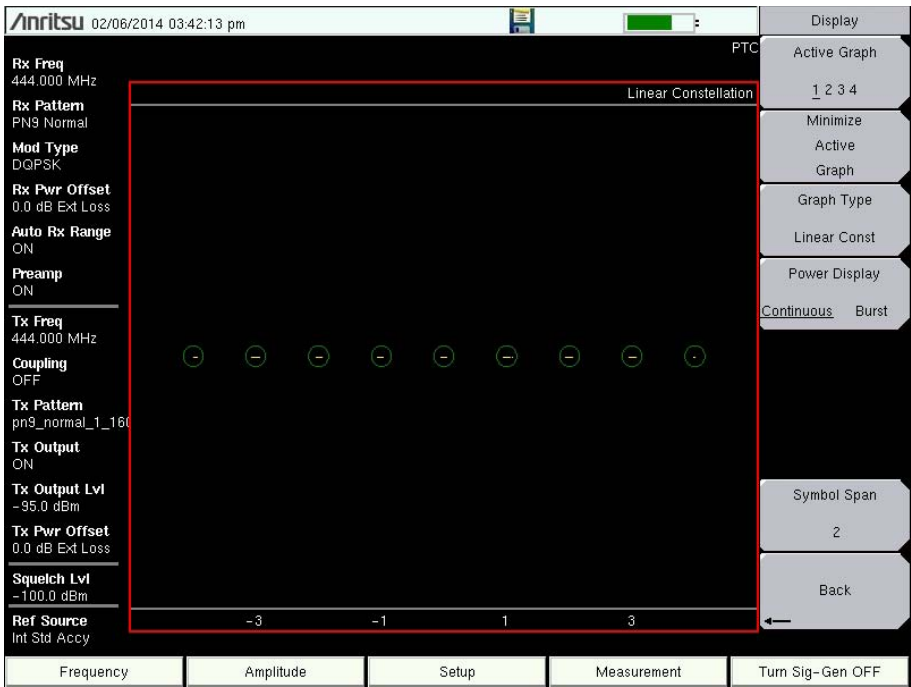 Anritsu 02/06/2014 03:42:13 pm
Display
PTC
Rx Freq
444.000 MHz
Rx Pattern
PN9 Normal
Mod Type
DQPSK
Rx Pwr Offset
0.0 dB Ext Loss
Auto Rx Range
ON
Preamp
ON
Tx Freq
444.000 MHz
Coupling
OFF
Tx Pattern
pn9_normal_1_160
Tx Output
ON
Tx Output Lvl
-95.0 dBm
Tx Pwr Offset
0.0 dB Ext Loss
Squelch Lvl
-100.0 dBm
Ref Source
Int Std Accy
Linear Constellation
-3 -1 1 3
Active Graph
1 2 3 4
Minimize
Active
Graph
Graph Type
Linear Const
Power Display
Continuous Burst
Symbol Span
2
Back
Frequency
Amplitude
Setup
Measurement
Turn Sig-Gen OFF